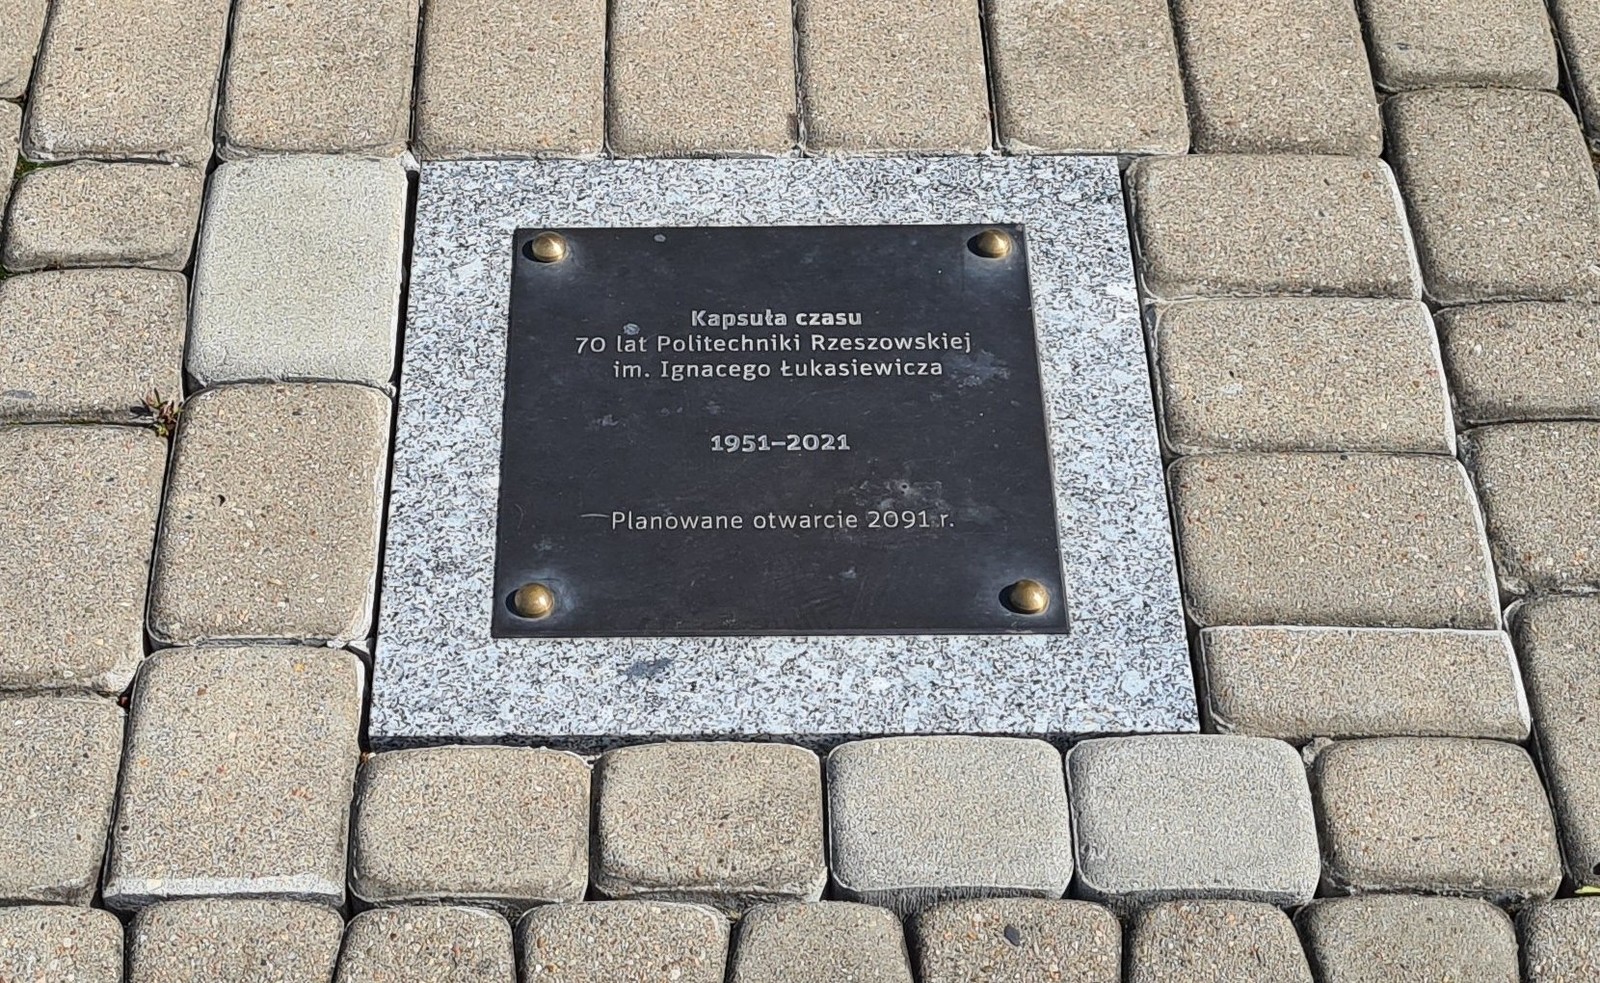 Kapsuła czasu
70 lat Politechniki Rzeszowskiej
im. Ignacego Łukasiewicza
1951–2021
Planowane otwarcie 2091 r.